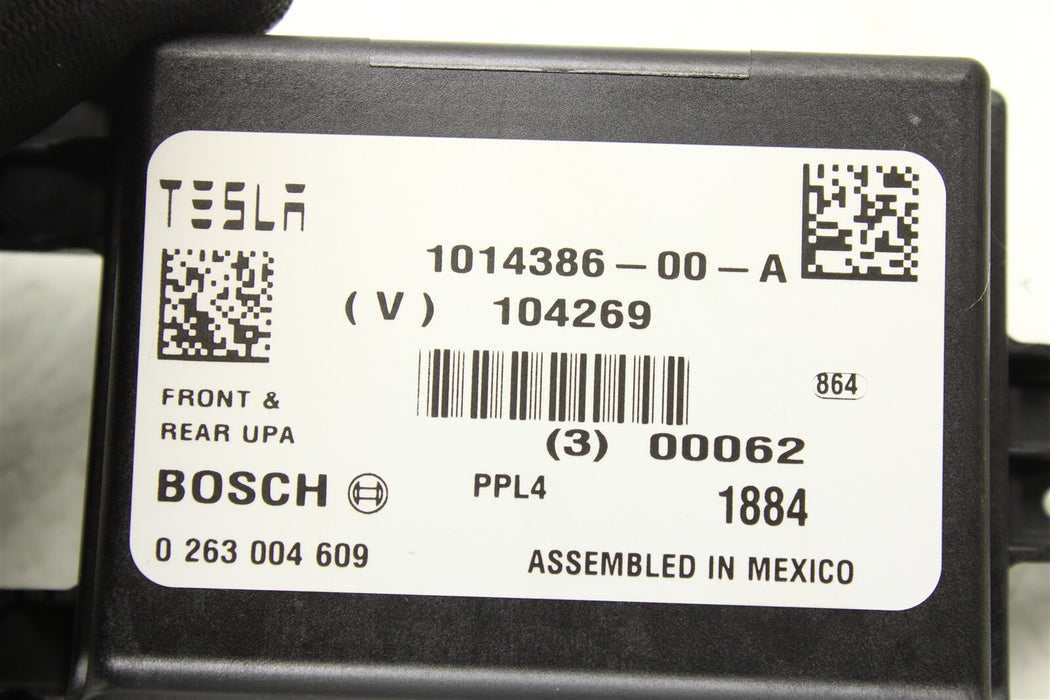 TESLA
1014386-00-A
(V) 104269
864
FRONT &
REAR UPA
(3) 00062
BOSCH
PPL4
1884
0 263 004 609
ASSEMBLED IN MEXICO